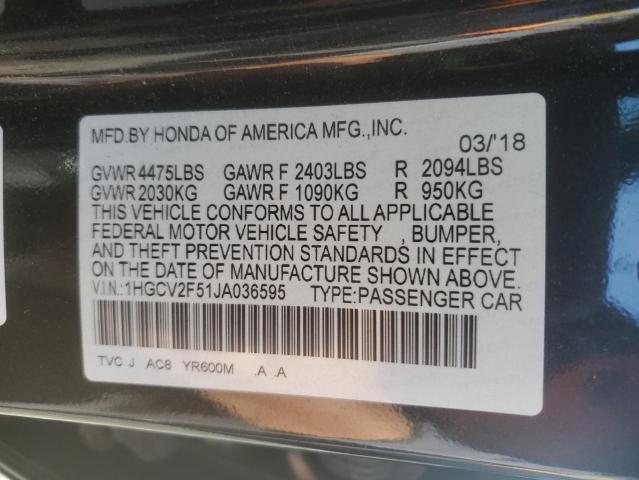 MFD.BY HONDA OF AMERICA MFG.,INC. 03/'18
GVWR 4475LBS GAWR F 2403LBS R 2094LBS
GVWR 2030KG GAWR F 1090KG R 950KG
THIS VEHICLE CONFORMS TO ALL APPLICABLE
FEDERAL MOTOR VEHICLE SAFETY , BUMPER,
AND THEFT PREVENTION STANDARDS IN EFFECT
ON THE DATE OF MANUFACTURE SHOWN ABOVE.
V.I.N.:1HGCV2F51JA036595 TYPE:PASSENGER CAR
TVC J AC8 YR600M .A .A